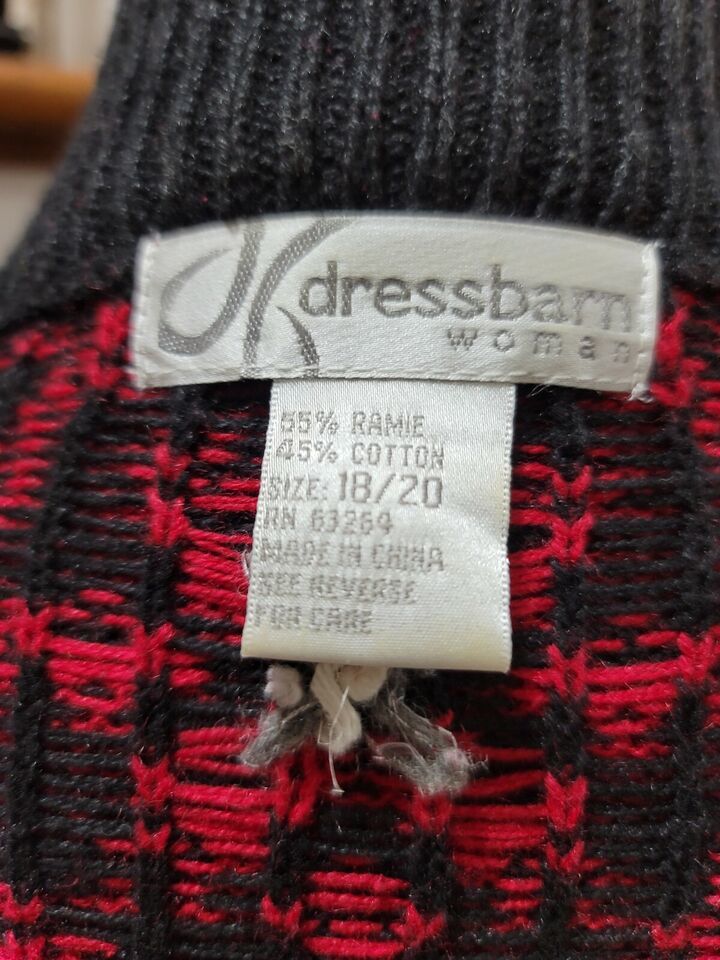 dressbarn
woman
55% RAMIE
45% COTTON
SIZE: 18/20
RN 63264
MADE IN CHINA
SEE REVERSE
FOR CARE